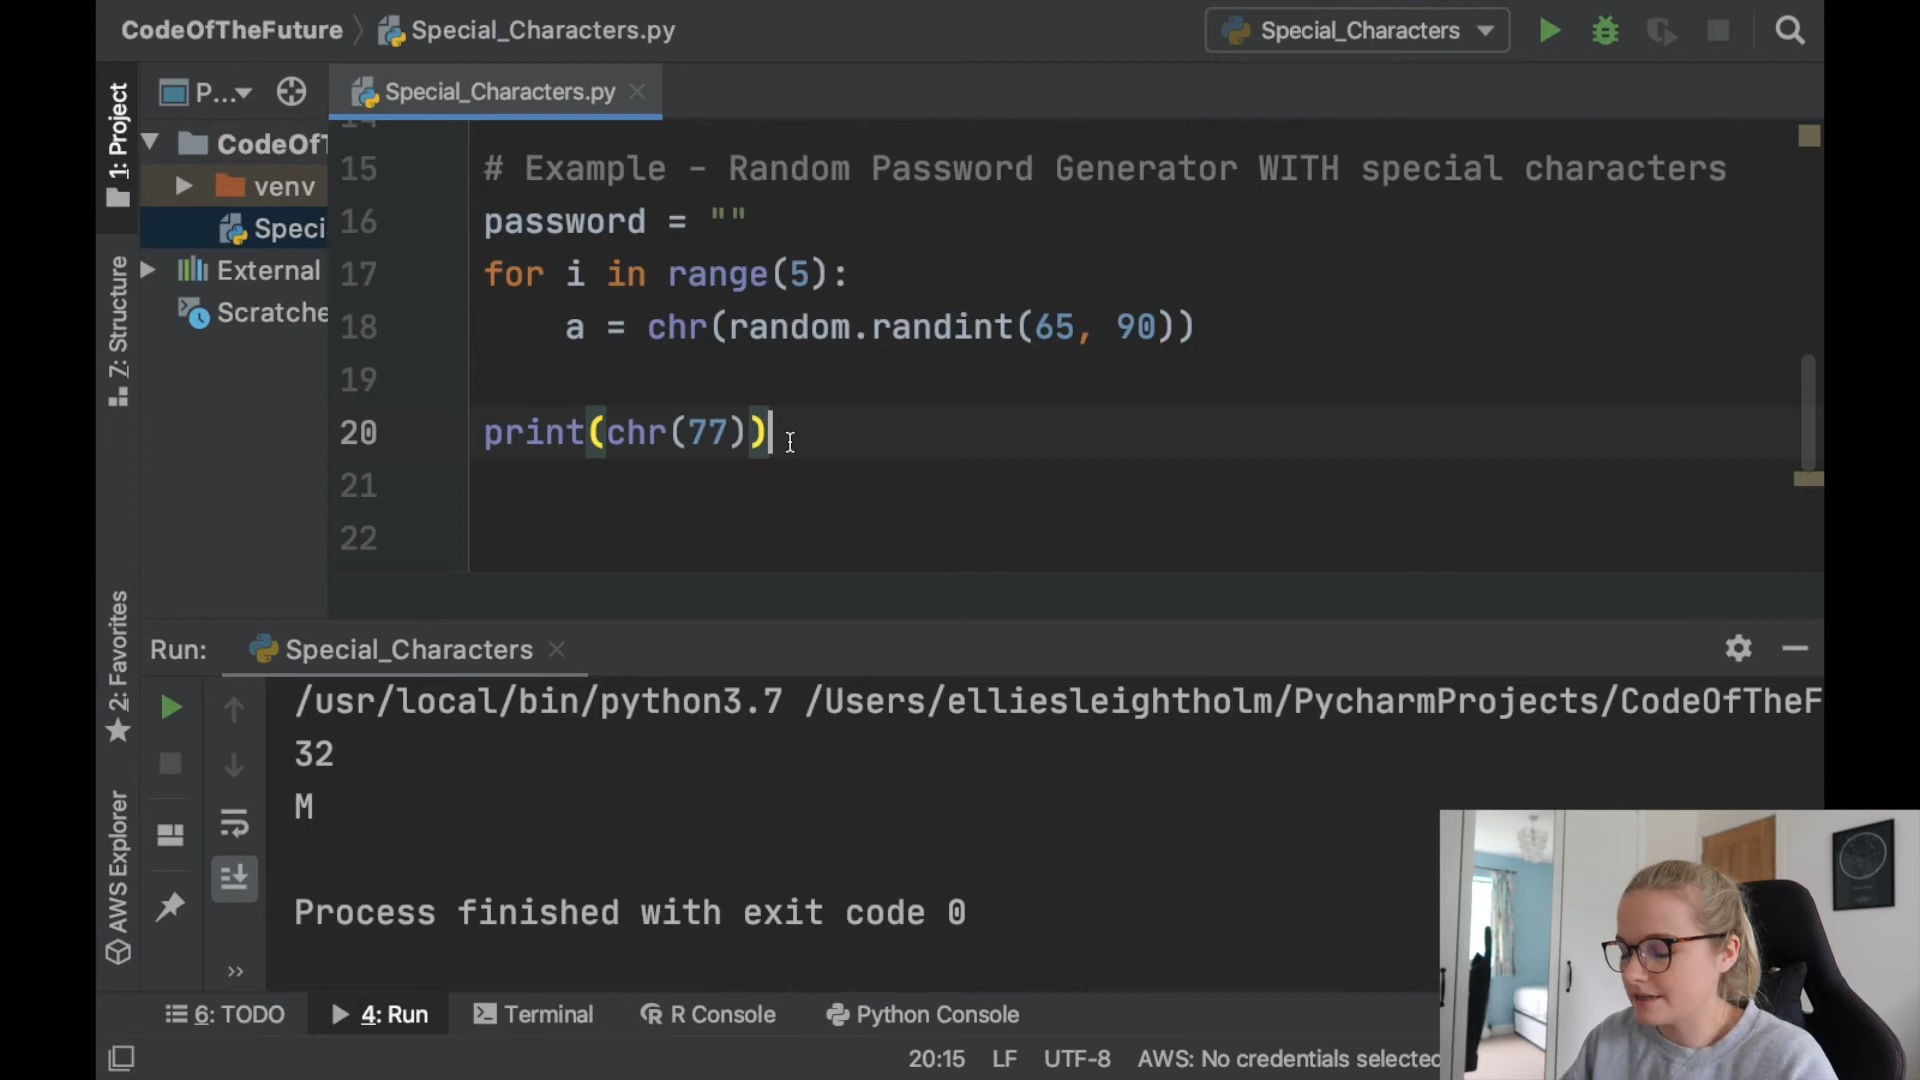 CodeOfTheFuture
Special_Characters.py
Special_Characters
1: Project
P...
Special_Characters.py
CodeOfT
venv
Speci
External
Scratche
Z: Structure
2: Favorites
AWS Explorer
15 # Example - Random Password Generator WITH special characters
16 password = ""
17 for i in range(5):
18 a = chr(random.randint(65, 90))
19
20 print(chr(77))
21
22
Run: Special_Characters
/usr/local/bin/python3.7 /Users/elliesleightholm/PycharmProjects/CodeOfTheF
32
M
Process finished with exit code 0
>>
6: TODO
4: Run
Terminal
R Console
Python Console
20:15 LF UTF-8 AWS: No credentials selected